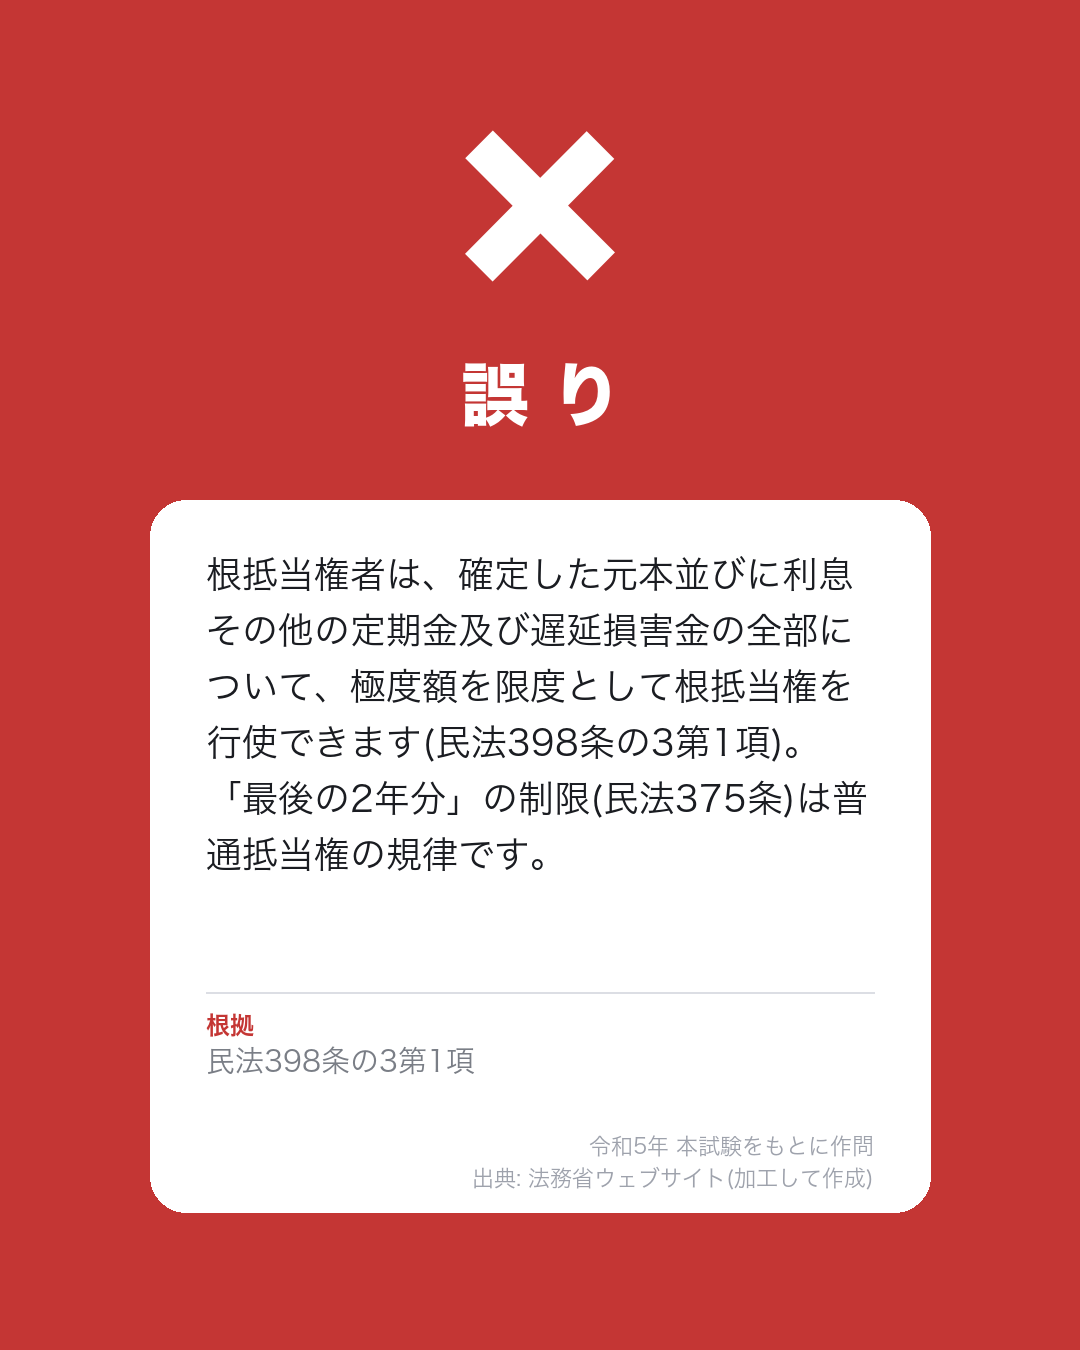 誤り
根抵当権者は、確定した元本並びに利息
その他の定期金及び遅延損害金の全部に
ついて、極度額を限度として根抵当権を
行使できます(民法398条の3第1項)。
「最後の2年分」の制限(民法375条)は普
通抵当権の規律です。
根拠
民法398条の3第1項
令和5年 本試験をもとに作問
出典: 法務省ウェブサイト(加工して作成)